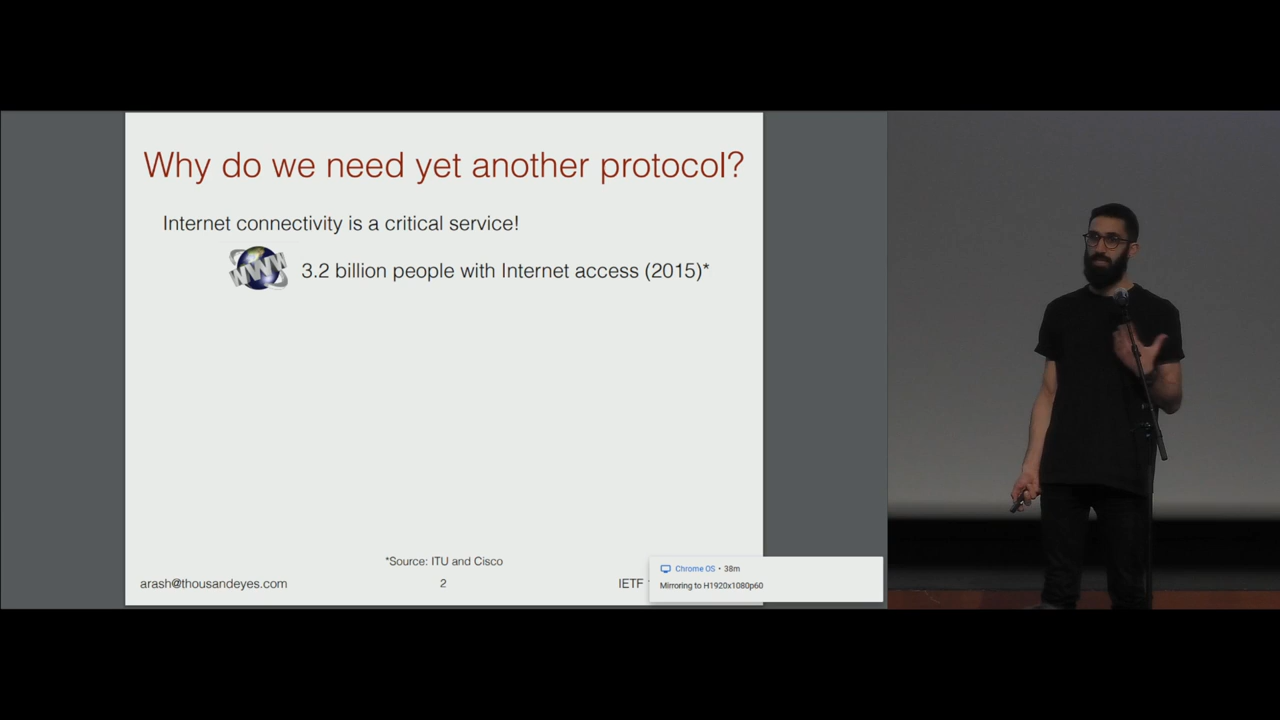 Why do we need yet another protocol?
Internet connectivity is a critical service!
WWW
3.2 billion people with Internet access (2015)*
*Source: ITU and Cisco
arash@thousandeyes.com
2
IETF
Chrome OS • 38m
Mirroring to H1920x1080p60